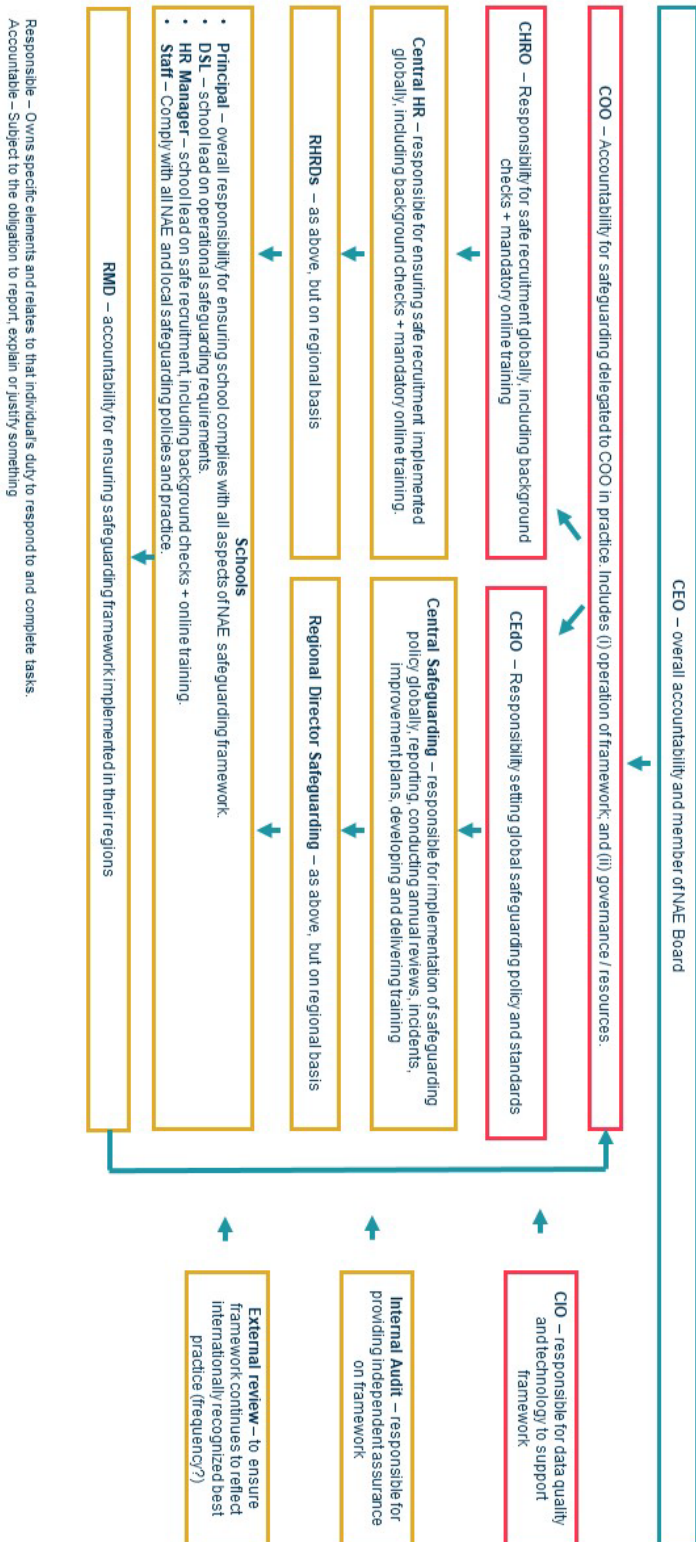 CEO – overall accountability and member of NAE Board
COO – Accountability for safeguarding delegated to COO in practice. Includes (i) operation of framework; and (ii) governance / resources.
CHRO – Responsibility for safe recruitment globally, including background
checks + mandatory online training
CEdO – Responsibility setting global safeguarding policy and standards
CIO – responsible for data quality
and technology to support
framework
Central HR – responsible for ensuring safe recruitment implemented
globally, including background checks + mandatory online training.
Central Safeguarding – responsible for implementation of safeguarding
policy globally, reporting, conducting annual reviews, incidents,
improvement plans, developing and delivering training
Internal Audit – responsible for
providing independent assurance
on framework
RHRDs – as above, but on regional basis
Regional Director Safeguarding – as above, but on regional basis
Schools
• Principal – overall responsibility for ensuring school complies with all aspects of NAE safeguarding framework.
• DSL – school lead on operational safeguarding requirements.
• HR Manager – school lead on safe recruitment, including background checks + online training.
• Staff – Comply with all NAE and local safeguarding policies and practice.
External review – to ensure
framework continues to reflect
internationally recognized best
practice (frequency?)
RMD – accountability for ensuring safeguarding framework implemented in their regions
Responsible – Owns specific elements and relates to that individual's duty to respond to and complete tasks.
Accountable – Subject to the obligation to report, explain or justify something